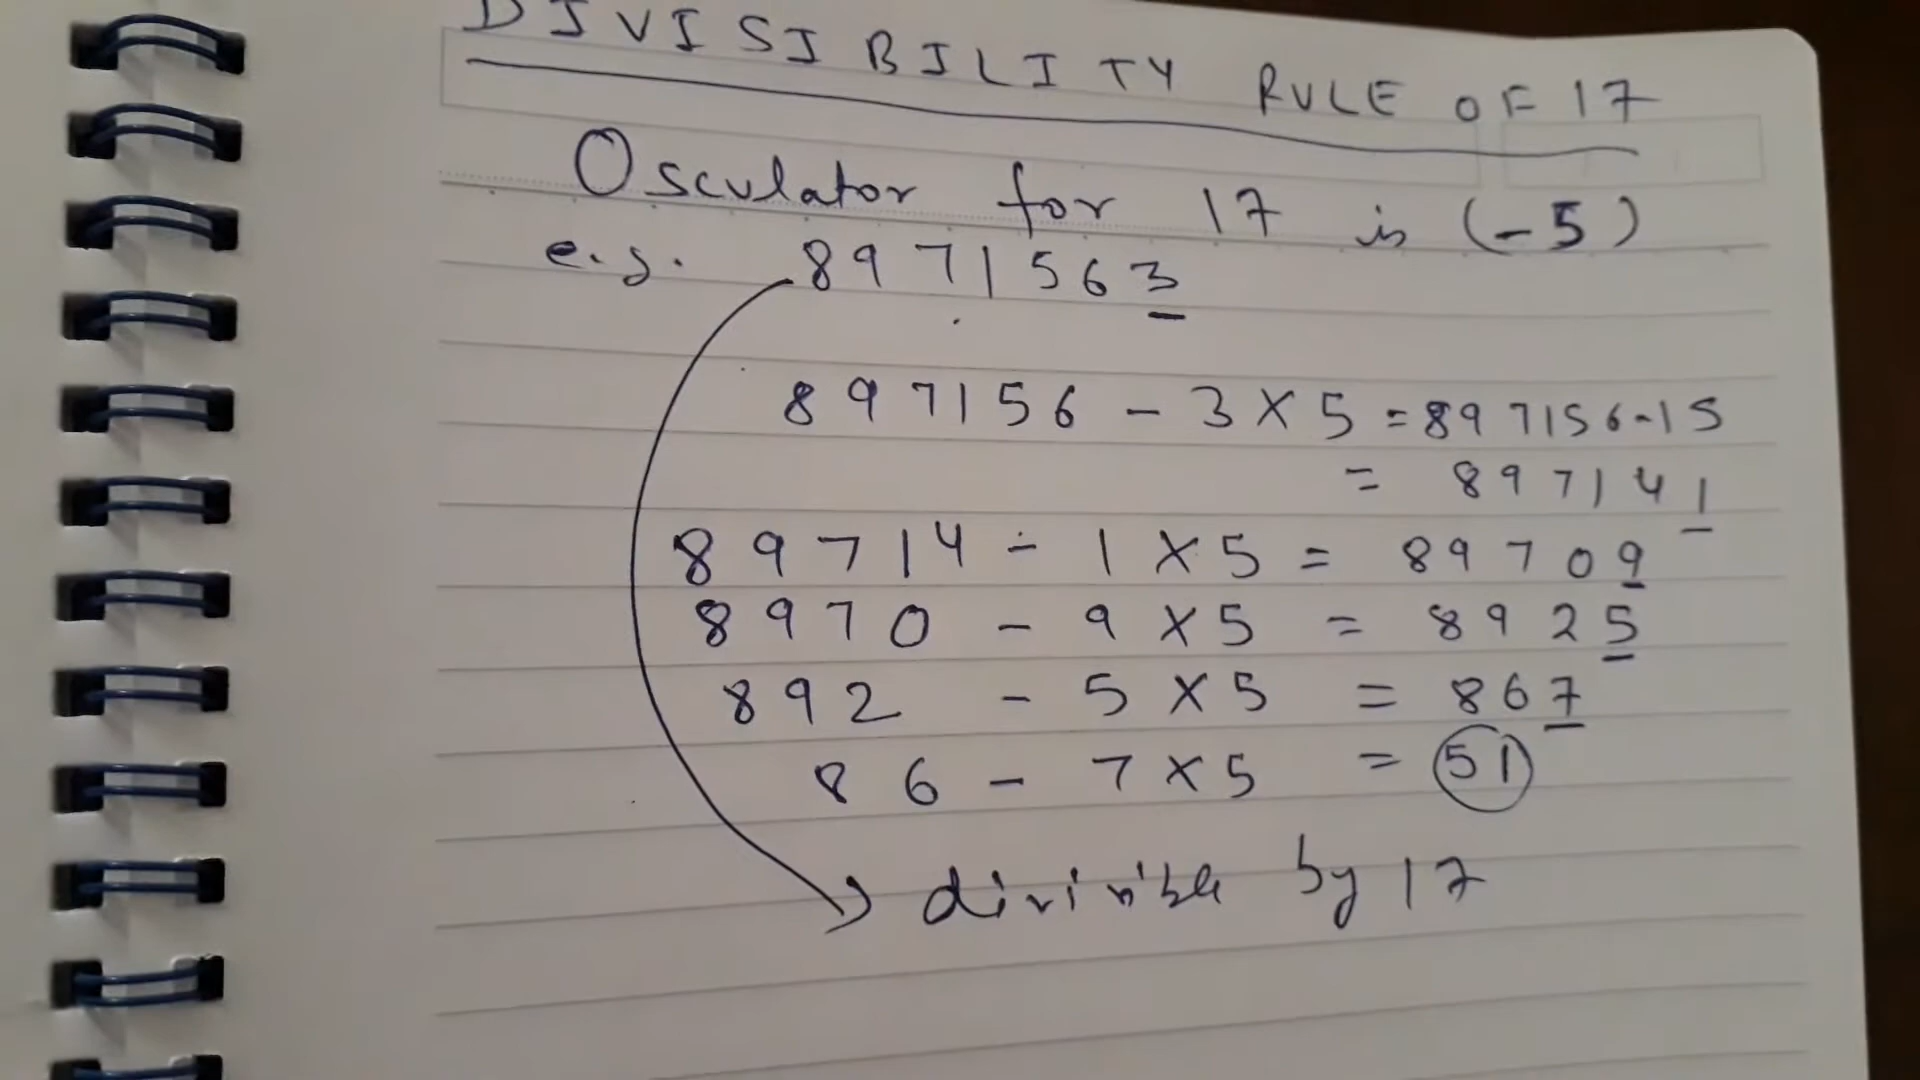 DIVISIBILITY RULE OF 17
Osculator for 17 is (-5)
e.g. 8971563
897156 - 3 X 5 = 897156-15
= 897141
89714 - 1 X 5 = 89709
8970 - 9 X 5 = 8925
892 - 5 X 5 = 867
86 - 7 X 5 = 51
divisible by 17